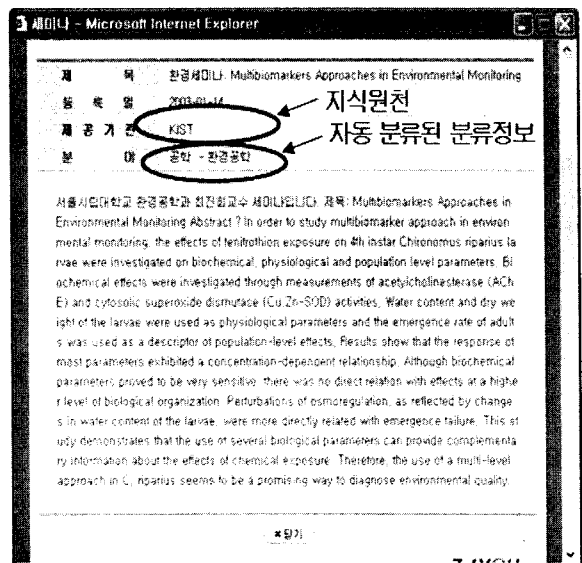 세미나 - Microsoft Internet Explorer
제 목 환경세미나: Multibiomarkers Approaches in Environmental Monitoring
등 록 일 2003-01-14
지식원천
제 공 기 관 KIST
자동 분류된 분류정보
분 야 공학 - 환경공학
서울시립대학교 환경공학과 최진희교수 세미나입니다. 제목: Multibiomarkers Approaches in
Environmental Monitoring Abstract ? In order to study multibiomarker approach in environ
mental monitoring, the effects of fenitrothion exposure on 4th instar Chironomus riparius la
rvae were investigated on biochemical, physiological and population level parameters. Bi
ochemical effects were investigated through measurements of acetylcholinesterase (ACh
E) and cytosolic superoxide dismutase (Cu,Zn-SOD) activities. Water content and dry we
ight of the larvae were used as physiological parameters and the emergence rate of adult
s was used as a descriptor of population-level effects. Results show that the response of
most parameters exhibited a concentration-dependent relationship. Although biochemical
parameters proved to be very sensitive, there was no direct relation with effects at a highe
r level of biological organization. Perturbations of osmoregulation, as reflected by change
s in water content of the larvae, were more directly related with emergence failure. This st
udy demonstrates that the use of several biological parameters can provide complementa
ry information about the effects of chemical exposure. Therefore, the use of a multi-level
approach in C. riparius seems to be a promising way to diagnose environmental quality.
×닫기